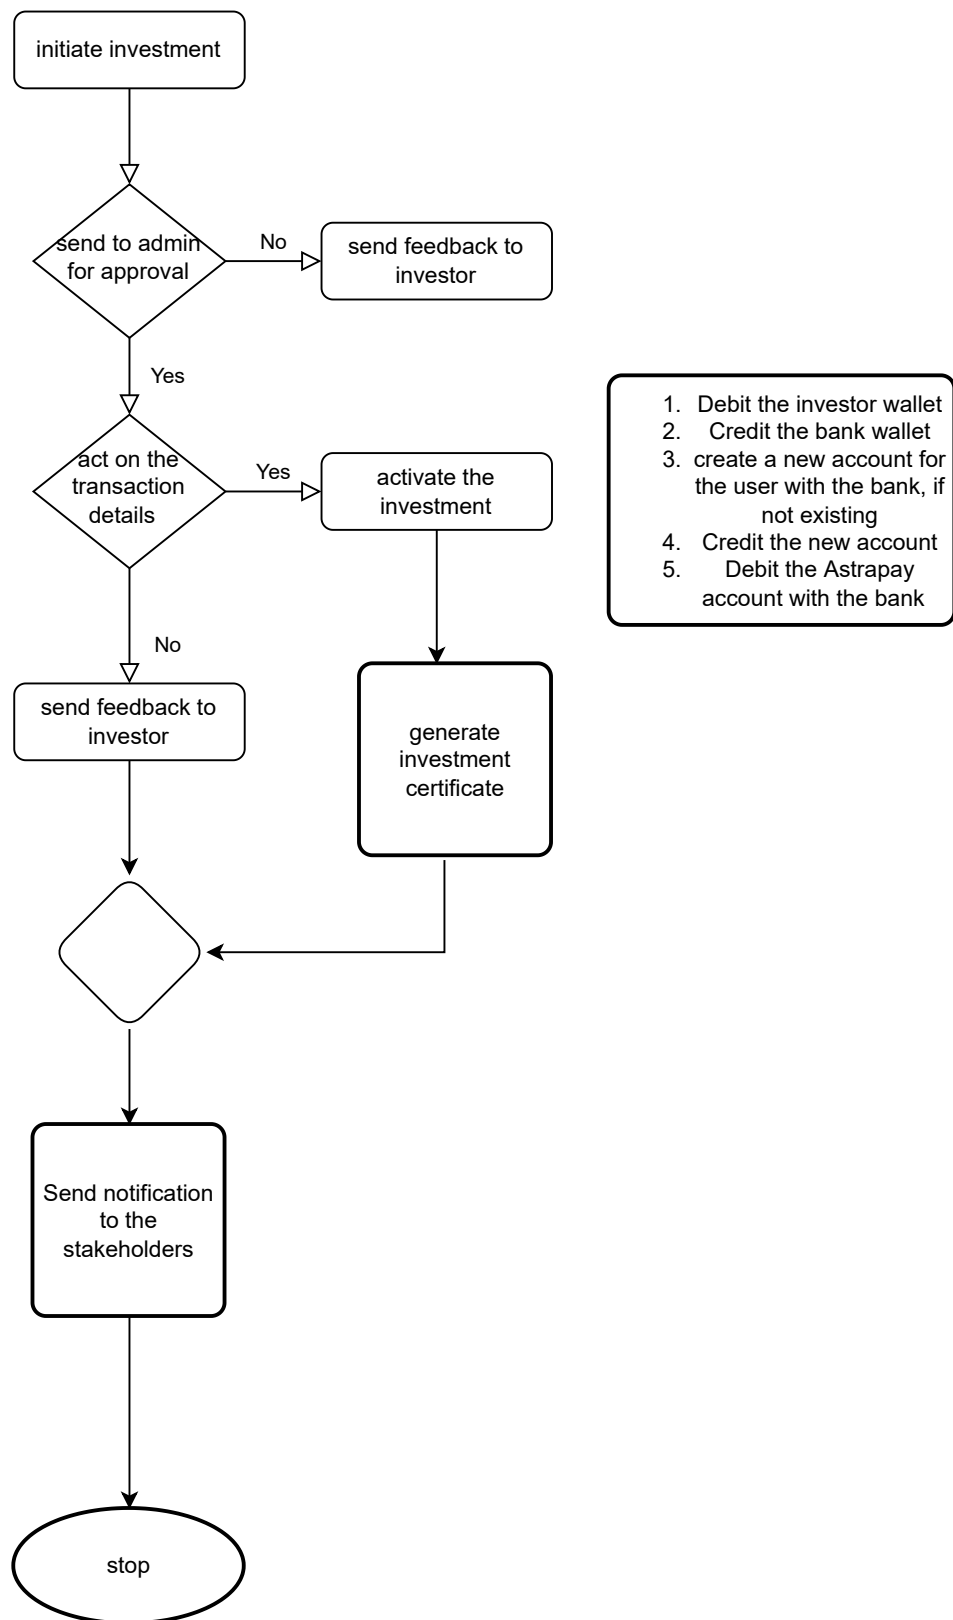 initiate investment
send to admin
for approval
No
send feedback to
investor
Yes
act on the
transaction
details
Yes
activate the
investment
1. Debit the investor wallet
2. Credit the bank wallet
3. create a new account for
the user with the bank, if
not existing
4. Credit the new account
5. Debit the Astrapay
account with the bank
No
send feedback to
investor
generate
investment
certificate
Send notification
to the
stakeholders
stop